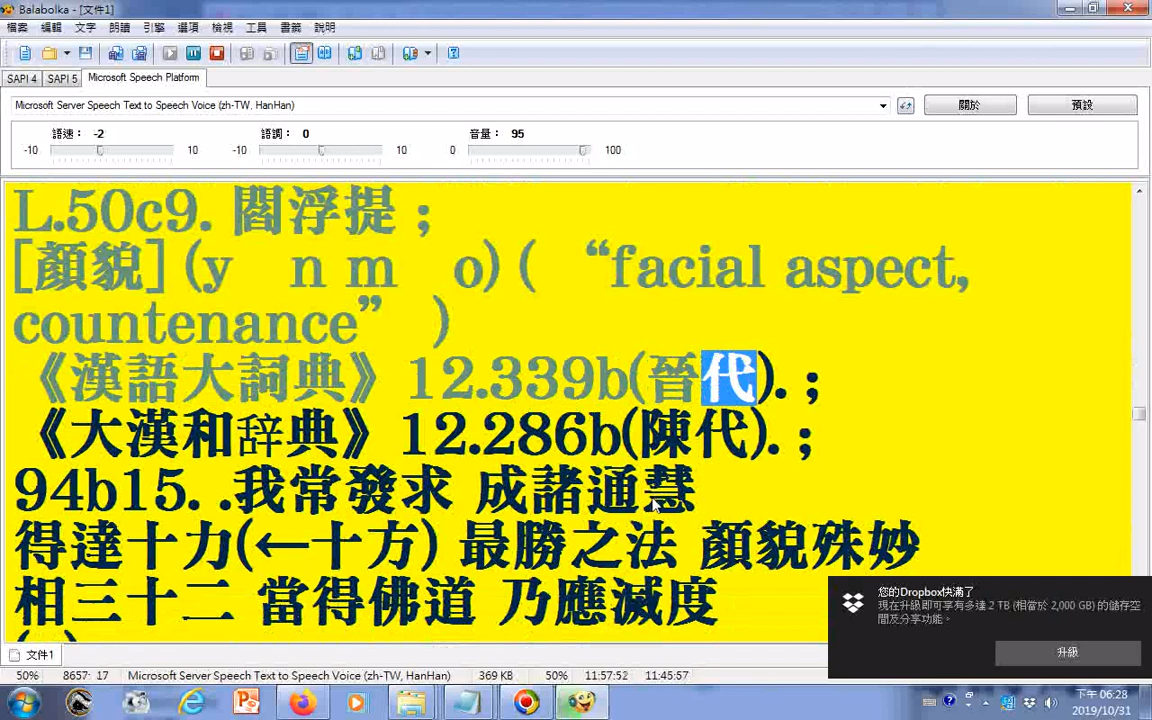 Balabolka - [文件1]
檔案 編輯 文字 朗讀 引擎 選項 檢視 工具 書籤 說明
SAPI 4 SAPI 5 Microsoft Speech Platform
Microsoft Server Speech Text to Speech Voice (zh-TW, HanHan) 關於 預設
語速： -2 語調： 0 音量： 95
-10 10 -10 10 0 100
L.50c9. 閻浮提；
[顏貌] (y n m o) ( “facial aspect,
countenance” )
《漢語大詞典》 12.339b(晉代). ;
《大漢和辞典》 12.286b(陳代). ;
94b15. .我常發求 成諸通慧
得達十力(←十方) 最勝之法 顏貌殊妙
相三十二 當得佛道 乃應滅度
您的Dropbox快滿了
現在升級即可享有多達 2 TB (相當於 2,000 GB) 的儲存空
間及分享功能。
升級
文件1
50% 8657: 17 Microsoft Server Speech Text to Speech Voice (zh-TW, HanHan) 369 KB 50% 11:57:52 11:45:57
下午 06:28
2019/10/31